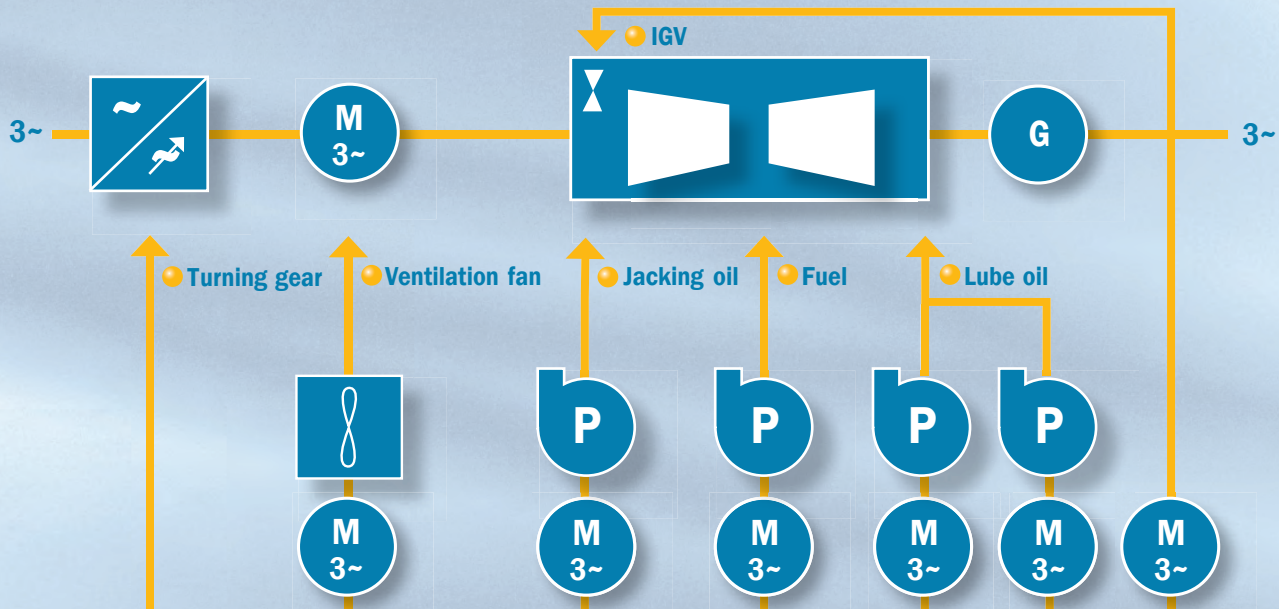 IGV
3~
~
~
M
3~
G
3~
Turning gear
Ventilation fan
Jacking oil
Fuel
Lube oil
P
P
P
P
M
3~
M
3~
M
3~
M
3~
M
3~
M
3~